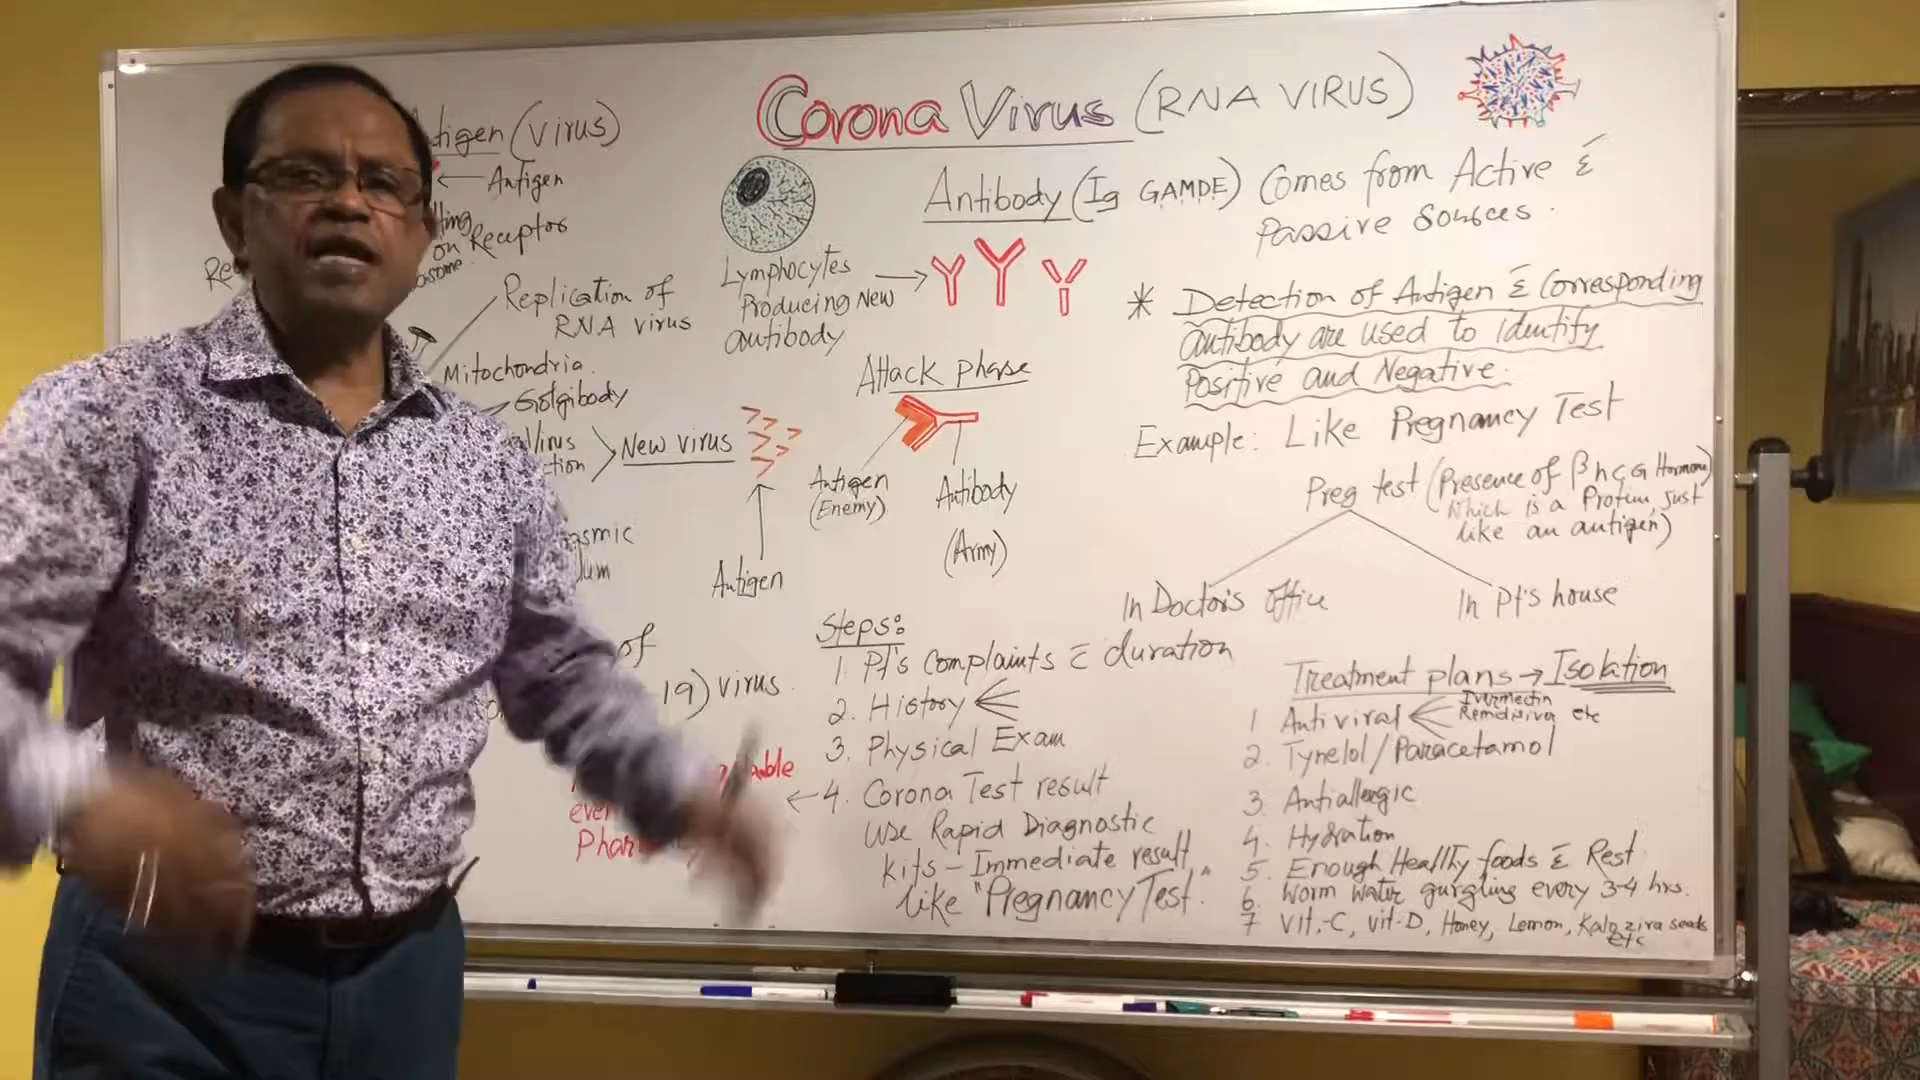 Corona Virus (RNA VIRUS)
Antigen (virus)
Antigen
Receptor
on
Replication of
RNA virus
Mitochondria.
Golgibody
Virus
New virus
Antigen
of
19) virus.
Lymphocytes
Producing New
antibody
Antibody (Ig GAMDE) Comes from Active &
Passive Sources.
Attack phase
Antigen
(Enemy)
Antibody
(Army)
* Detection of Antigen & Corresponding
antibody are used to identify
Positive and Negative.
Example: Like Pregnancy Test
Preg test (Presence of β h C G Hormone)
which is a Protein just
like an antigen)
In Doctor's office
In Pt's house
Steps:
1 Pt's Complaints c duration
2. History
3. Physical Exam
4. Corona Test result
use Rapid Diagnostic
kits - Immediate result
like "Pregnancy Test."
Treatment plans → Isolation
1 Antiviral
Ivermectin
Remdisiver etc
2. Tynelol/Paracetamol
3. Antiallergic
4. Hydration
5. Enough Healthy foods & Rest
6. Worm water gurgling every 3-4 hrs.
7 Vit.-C, Vit-D, Honey, Lemon, Kalozira seeds
etc